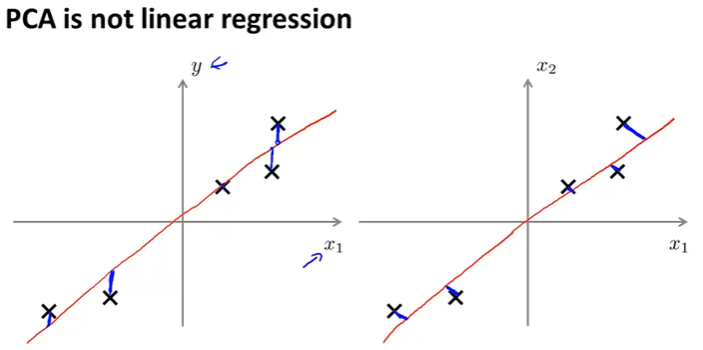 PCA is not linear regression
y
x₂
x₁
x₁